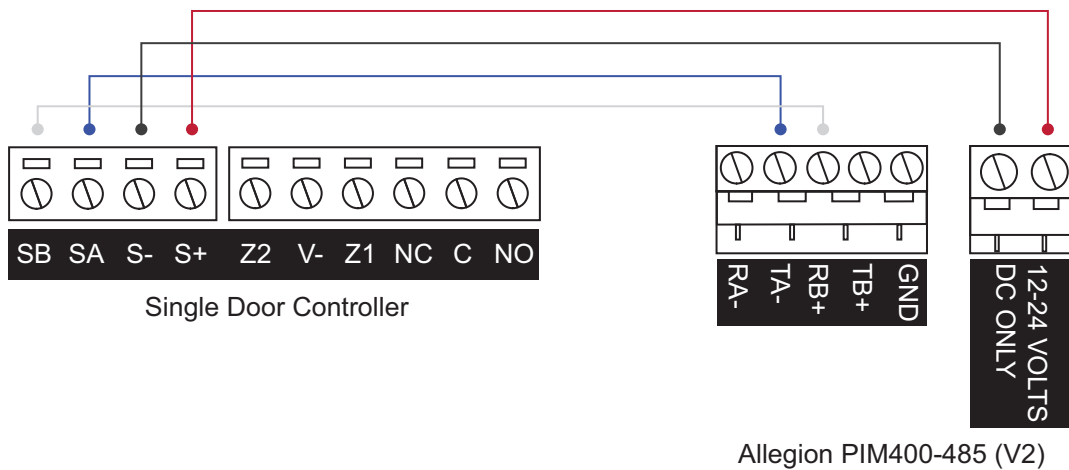 SB SA S- S+ Z2 V- Z1 NC C NO
Single Door Controller
RA-
TA-
RB+
TB+
GND
12-24 VOLTS
DC ONLY
Allegion PIM400-485 (V2)